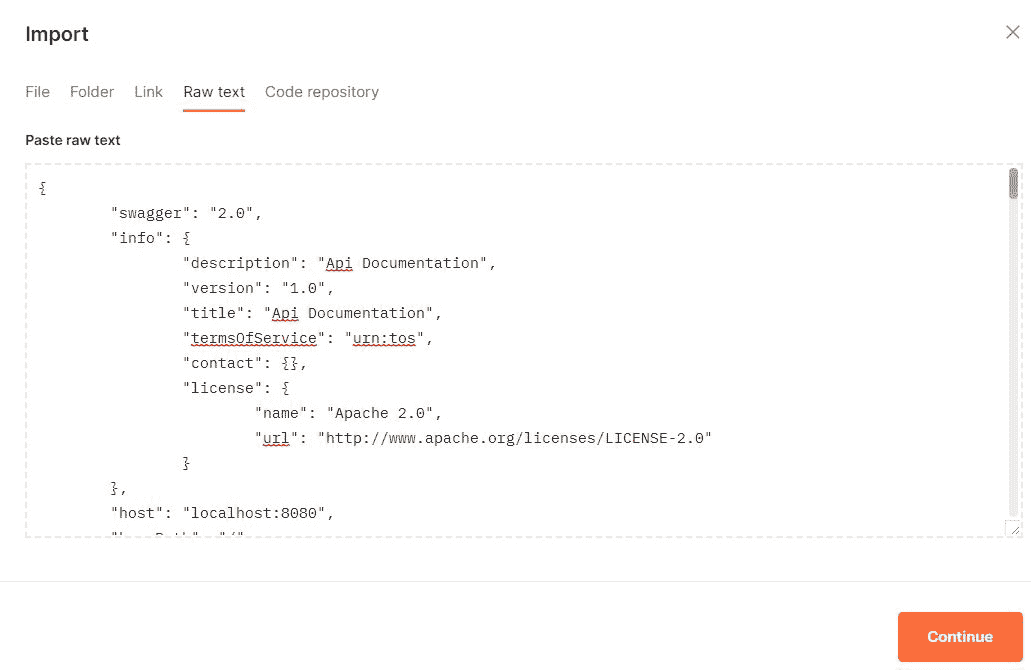 Import
File Folder Link Raw text Code repository
Paste raw text
{
"swagger": "2.0",
"info": {
"description": "Api Documentation",
"version": "1.0",
"title": "Api Documentation",
"termsOfService": "urn:tos",
"contact": {},
"license": {
"name": "Apache 2.0",
"url": "http://www.apache.org/licenses/LICENSE-2.0"
}
},
"host": "localhost:8080",
Continue